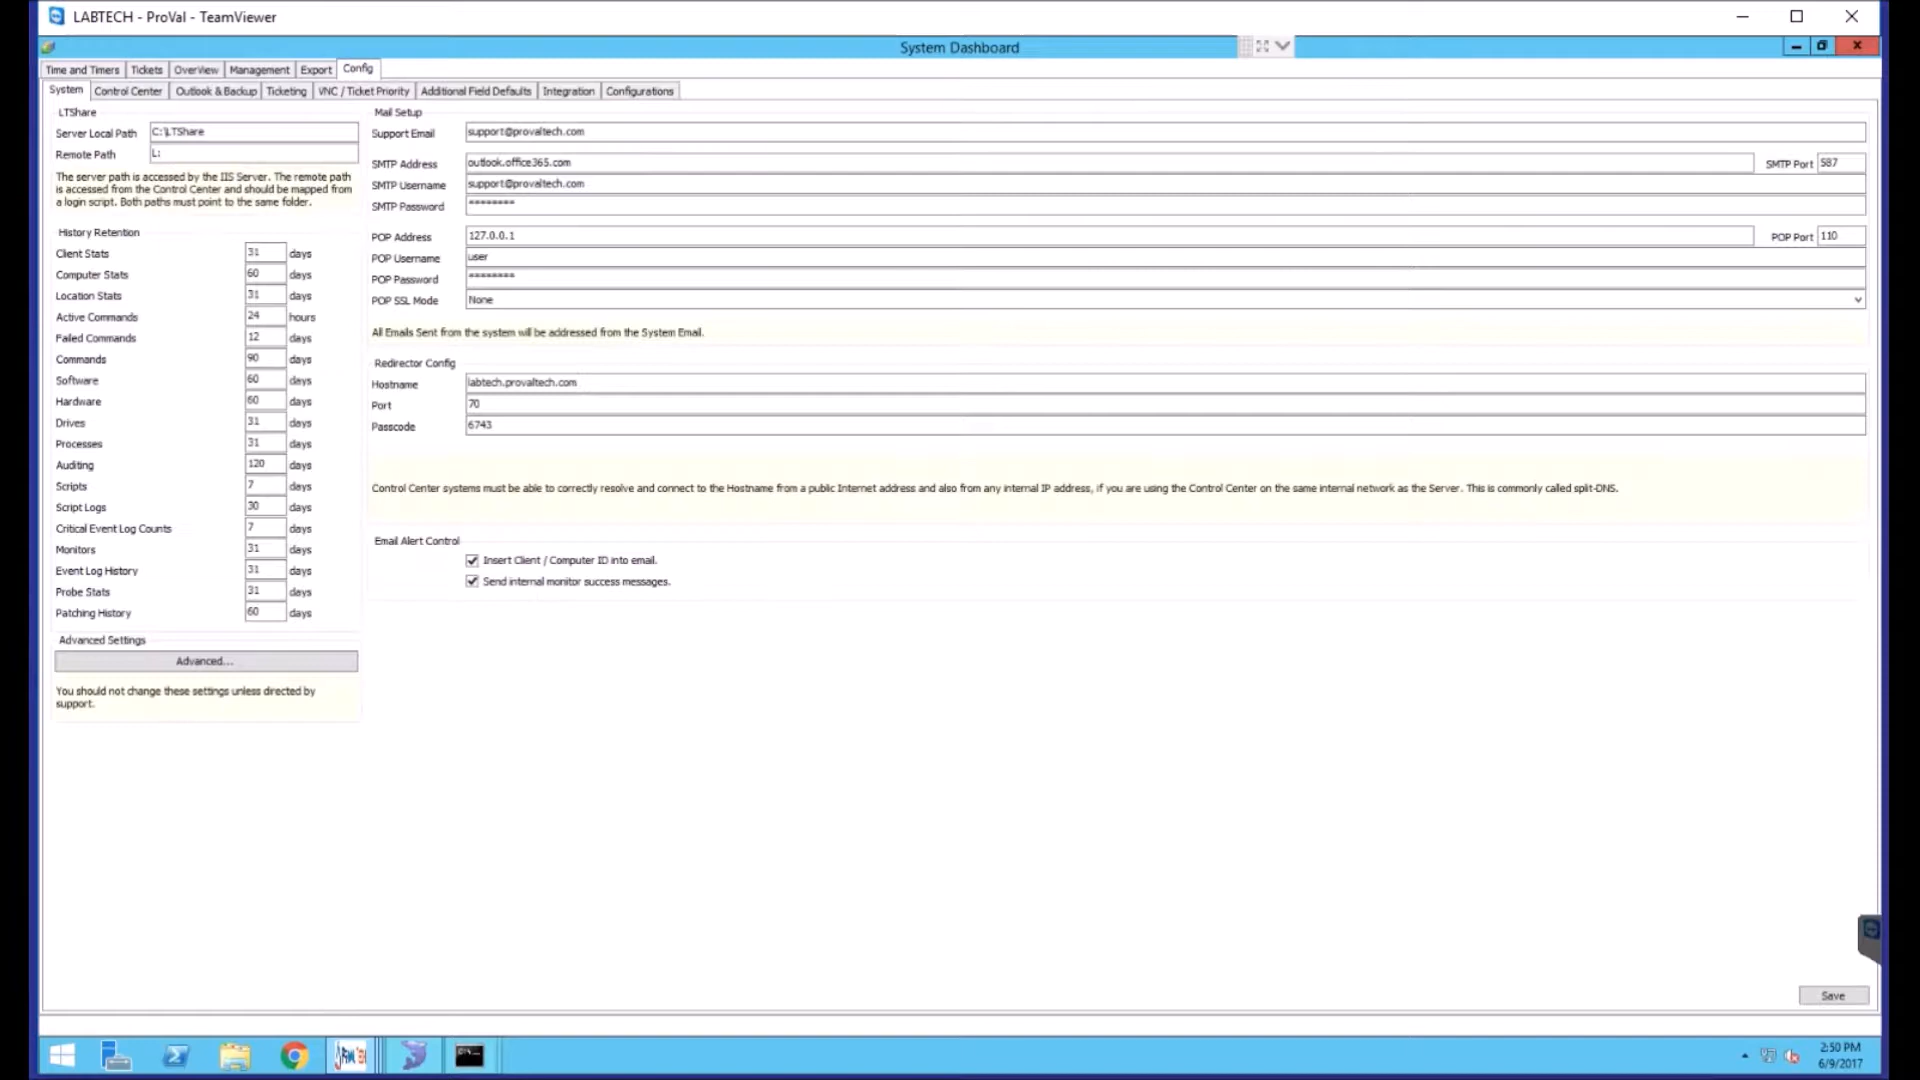 LABTECH - ProVal - TeamViewer
System Dashboard
Time and Timers Tickets OverView Management Export Config
System Control Center Outlook & Backup Ticketing VNC / Ticket Priority Additional Field Defaults Integration Configurations
LTShare
Server Local Path C:\LTShare
Remote Path L:
The server path is accessed by the IIS Server. The remote path
is accessed from the Control Center and should be mapped from
a login script. Both paths must point to the same folder.
History Retention
Client Stats 31 days
Computer Stats 60 days
Location Stats 31 days
Active Commands 24 hours
Failed Commands 12 days
Commands 90 days
Software 60 days
Hardware 60 days
Drives 31 days
Processes 31 days
Auditing 120 days
Scripts 7 days
Script Logs 30 days
Critical Event Log Counts 7 days
Monitors 31 days
Event Log History 31 days
Probe Stats 31 days
Patching History 60 days
Advanced Settings
Advanced...
You should not change these settings unless directed by
support.
Mail Setup
Support Email support@provaltech.com
SMTP Address outlook.office365.com SMTP Port 587
SMTP Username support@provaltech.com
SMTP Password ********
POP Address 127.0.0.1 POP Port 110
POP Username user
POP Password ********
POP SSL Mode None
All Emails Sent from the system will be addressed from the System Email.
Redirector Config
Hostname labtech.provaltech.com
Port 70
Passcode 6743
Control Center systems must be able to correctly resolve and connect to the Hostname from a public Internet address and also from any internal IP address, if you are using the Control Center on the same internal network as the Server. This is commonly called split-DNS.
Email Alert Control
Insert Client / Computer ID into email.
Send internal monitor success messages.
Save
2:50 PM
6/9/2017